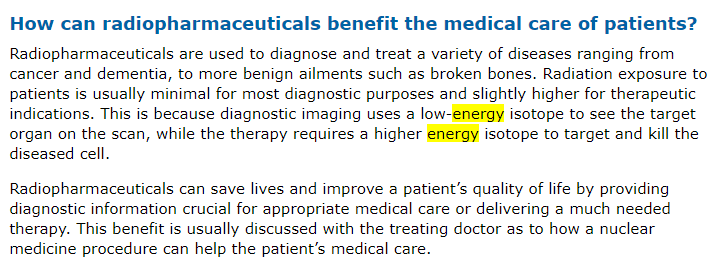 How can radiopharmaceuticals benefit the medical care of patients?
Radiopharmaceuticals are used to diagnose and treat a variety of diseases ranging from
cancer and dementia, to more benign ailments such as broken bones. Radiation exposure to
patients is usually minimal for most diagnostic purposes and slightly higher for therapeutic
indications. This is because diagnostic imaging uses a low-energy isotope to see the target
organ on the scan, while the therapy requires a higher energy isotope to target and kill the
diseased cell.
Radiopharmaceuticals can save lives and improve a patient’s quality of life by providing
diagnostic information crucial for appropriate medical care or delivering a much needed
therapy. This benefit is usually discussed with the treating doctor as to how a nuclear
medicine procedure can help the patient’s medical care.